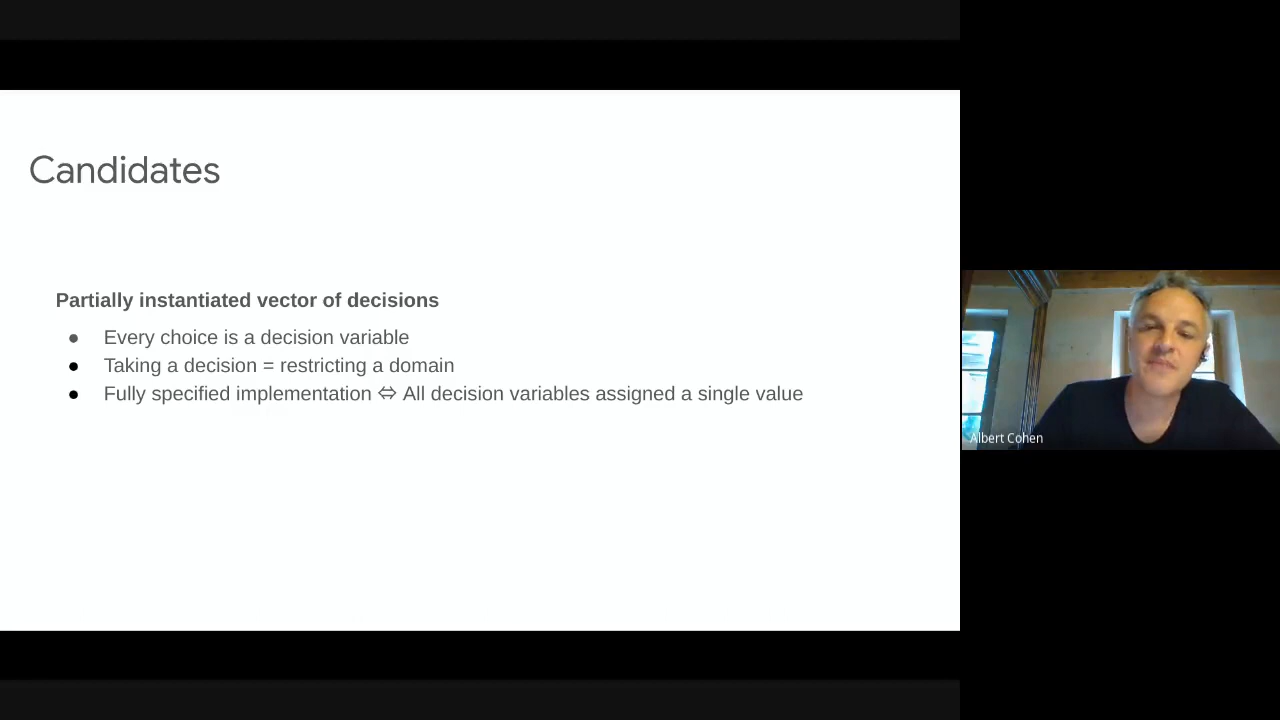 Candidates
Partially instantiated vector of decisions
● Every choice is a decision variable
● Taking a decision = restricting a domain
● Fully specified implementation ⇔ All decision variables assigned a single value
Albert Cohen